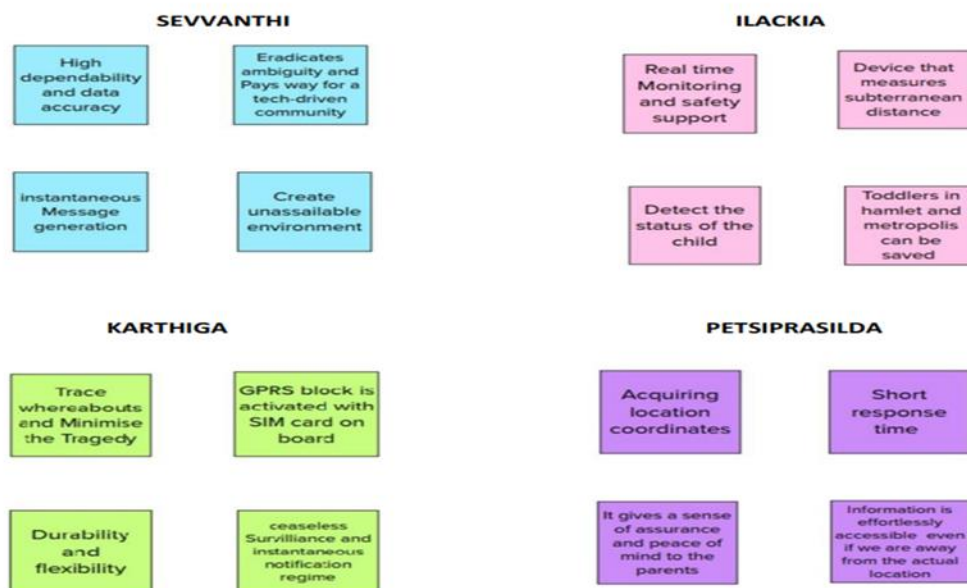 SEVVANTHI
High
dependability
and data
accuracy
Eradicates
ambiguity and
Pays way for a
tech-driven
community
instantaneous
Message
generation
Create
unassailable
environment
ILACKIA
Real time
Monitoring
and safety
support
Device that
measures
subterranean
distance
Detect the
status of the
child
Toddlers in
hamlet and
metropolis
can be
saved
KARTHIGA
Trace
whereabouts
and Minimise
the Tragedy
GPRS block is
activated with
SIM card on
board
Durability
and
flexibility
ceaseless
Survilliance and
instantaneous
notification
regime
PETSIPRASILDA
Acquiring
location
coordinates
Short
response
time
It gives a sense
of assurance
and peace of
mind to the
parents
Information is
effortlessly
accessible even
if we are away
from the actual
location